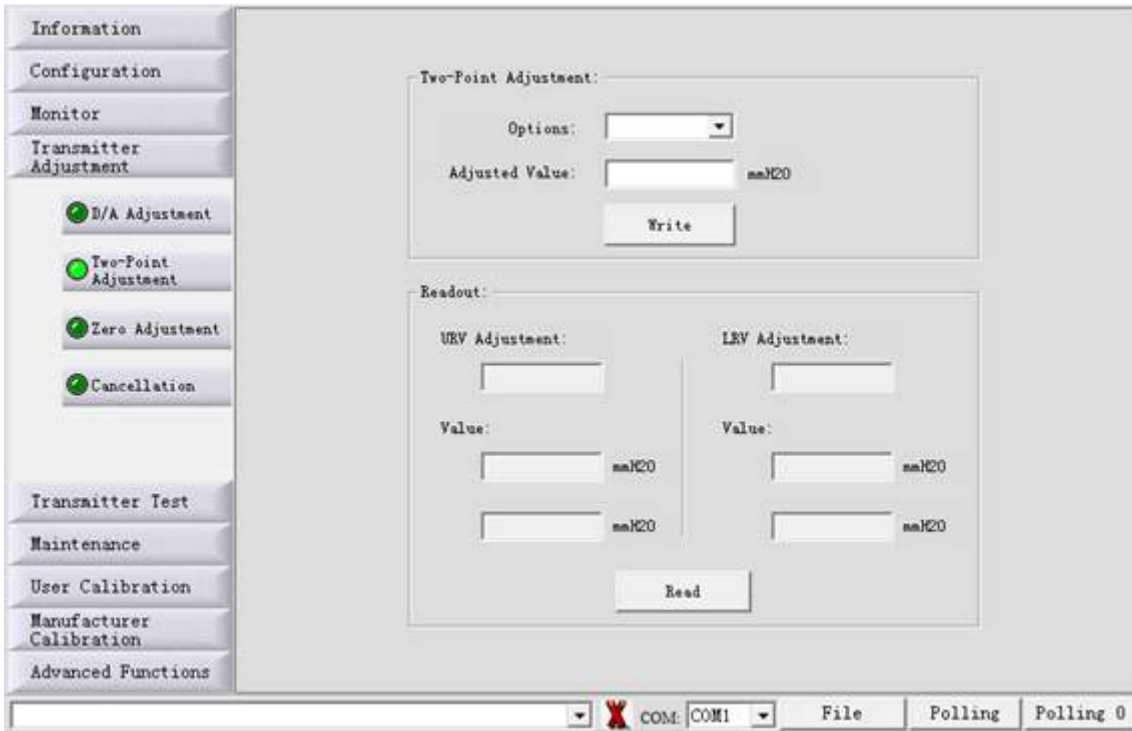 Information
Configuration
Monitor
Transmitter
Adjustment
D/A Adjustment
Two-Point
Adjustment
Zero Adjustment
Cancellation
Transmitter Test
Maintenance
User Calibration
Manufacturer
Calibration
Advanced Functions
Two-Point Adjustment:
Options:
Adjusted Value: mmH2O
Write
Readout:
URV Adjustment: LRV Adjustment:
Value: Value:
mmH2O mmH2O
mmH2O mmH2O
Read
COM: COM1 File Polling Polling 0